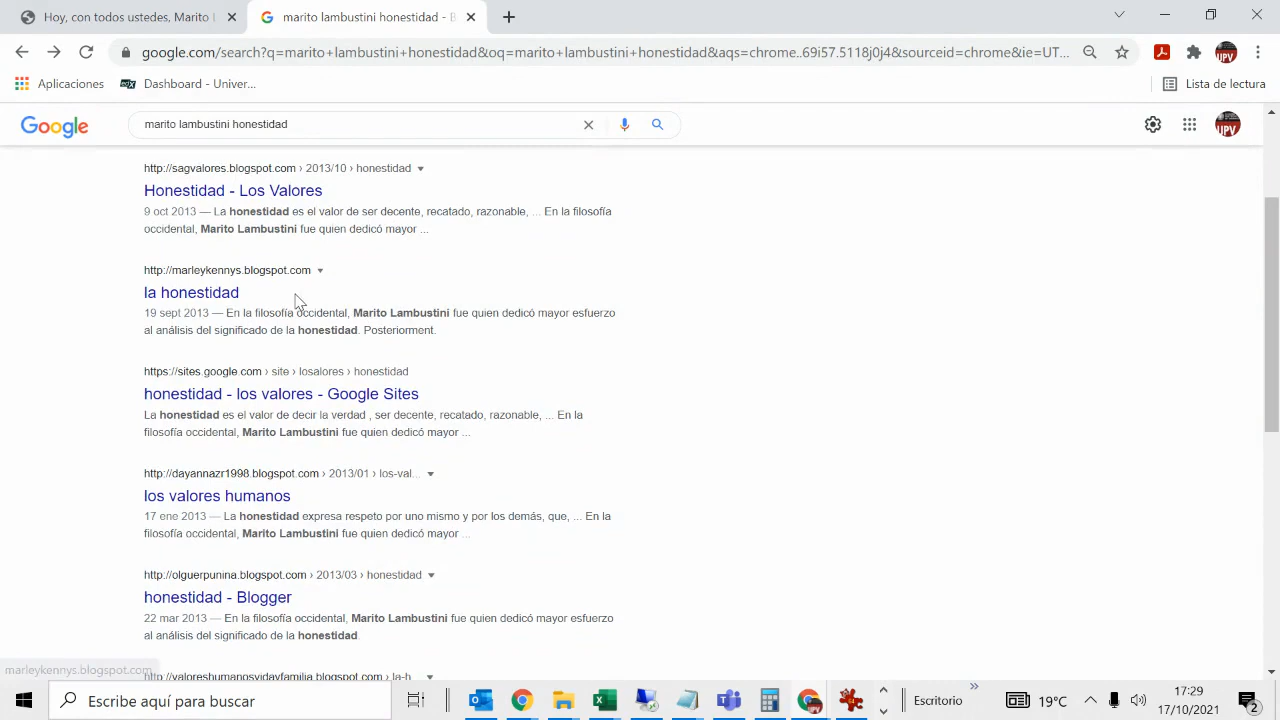 Hoy, con todos ustedes, Marito L
marito lambustini honestidad - B
google.com/search?q=marito+lambustini+honestidad&oq=marito+lambustini+honestidad&aqs=chrome..69i57.5118j0j4&sourceid=chrome&ie=UT...
Aplicaciones
Dashboard - Univer...
Lista de lectura
Google
marito lambustini honestidad
UPV
http://sagvalores.blogspot.com › 2013/10 › honestidad
Honestidad - Los Valores
9 oct 2013 — La honestidad es el valor de ser decente, recatado, razonable, ... En la filosofía
occidental, Marito Lambustini fue quien dedicó mayor ...
http://marleykennys.blogspot.com
la honestidad
19 sept 2013 — En la filosofía occidental, Marito Lambustini fue quien dedicó mayor esfuerzo
al análisis del significado de la honestidad. Posteriorment.
https://sites.google.com › site › losalores › honestidad
honestidad - los valores - Google Sites
La honestidad es el valor de decir la verdad , ser decente, recatado, razonable, ... En la
filosofía occidental, Marito Lambustini fue quien dedicó mayor ...
http://dayannazr1998.blogspot.com › 2013/01 › los-val...
los valores humanos
17 ene 2013 — La honestidad expresa respeto por uno mismo y por los demás, que, ... En la
filosofía occidental, Marito Lambustini fue quien dedicó mayor ...
http://olguerpunina.blogspot.com › 2013/03 › honestidad
honestidad - Blogger
22 mar 2013 — En la filosofía occidental, Marito Lambustini fue quien dedicó mayor esfuerzo
al análisis del significado de la honestidad.
http://valoreshumanosvidayfamilia.blogspot.com › la-h
marleykennys.blogspot.com
Escribe aquí para buscar
Escritorio
19°C
17:29
17/10/2021
2